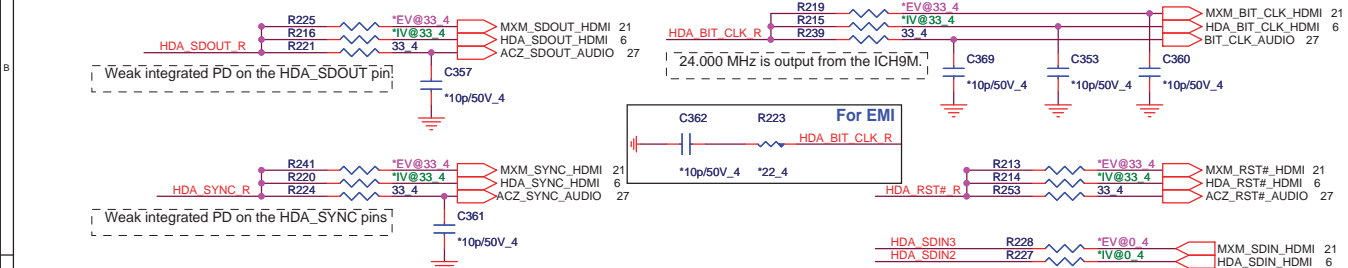 R225 *EV@33_4 MXM_SDOUT_HDMI 21
R216 *IV@33_4 HDA_SDOUT_HDMI 6
HDA_SDOUT_R R221 33_4 ACZ_SDOUT_AUDIO 27
Weak integrated PD on the HDA_SDOUT pin.
C357
*10p/50V_4
R219 *EV@33_4 MXM_BIT_CLK_HDMI 21
R215 *IV@33_4 HDA_BIT_CLK_HDMI 6
HDA_BIT_CLK_R R239 33_4 BIT_CLK_AUDIO 27
24.000 MHz is output from the ICH9M.
C369 C353 C360
*10p/50V_4 *10p/50V_4 *10p/50V_4
B
For EMI
C362 R223
HDA_BIT_CLK_R
*10p/50V_4 *22_4
R241 *EV@33_4 MXM_SYNC_HDMI 21
R220 *IV@33_4 HDA_SYNC_HDMI 6
HDA_SYNC_R R224 33_4 ACZ_SYNC_AUDIO 27
Weak integrated PD on the HDA_SYNC pins
C361
*10p/50V_4
R213 *EV@33_4 MXM_RST#_HDMI 21
R214 *IV@33_4 HDA_RST#_HDMI 6
HDA_RST#_R R253 33_4 ACZ_RST#_AUDIO 27
HDA_SDIN3 R228 *EV@0_4 MXM_SDIN_HDMI 21
HDA_SDIN2 R227 *IV@0_4 HDA_SDIN_HDMI 6